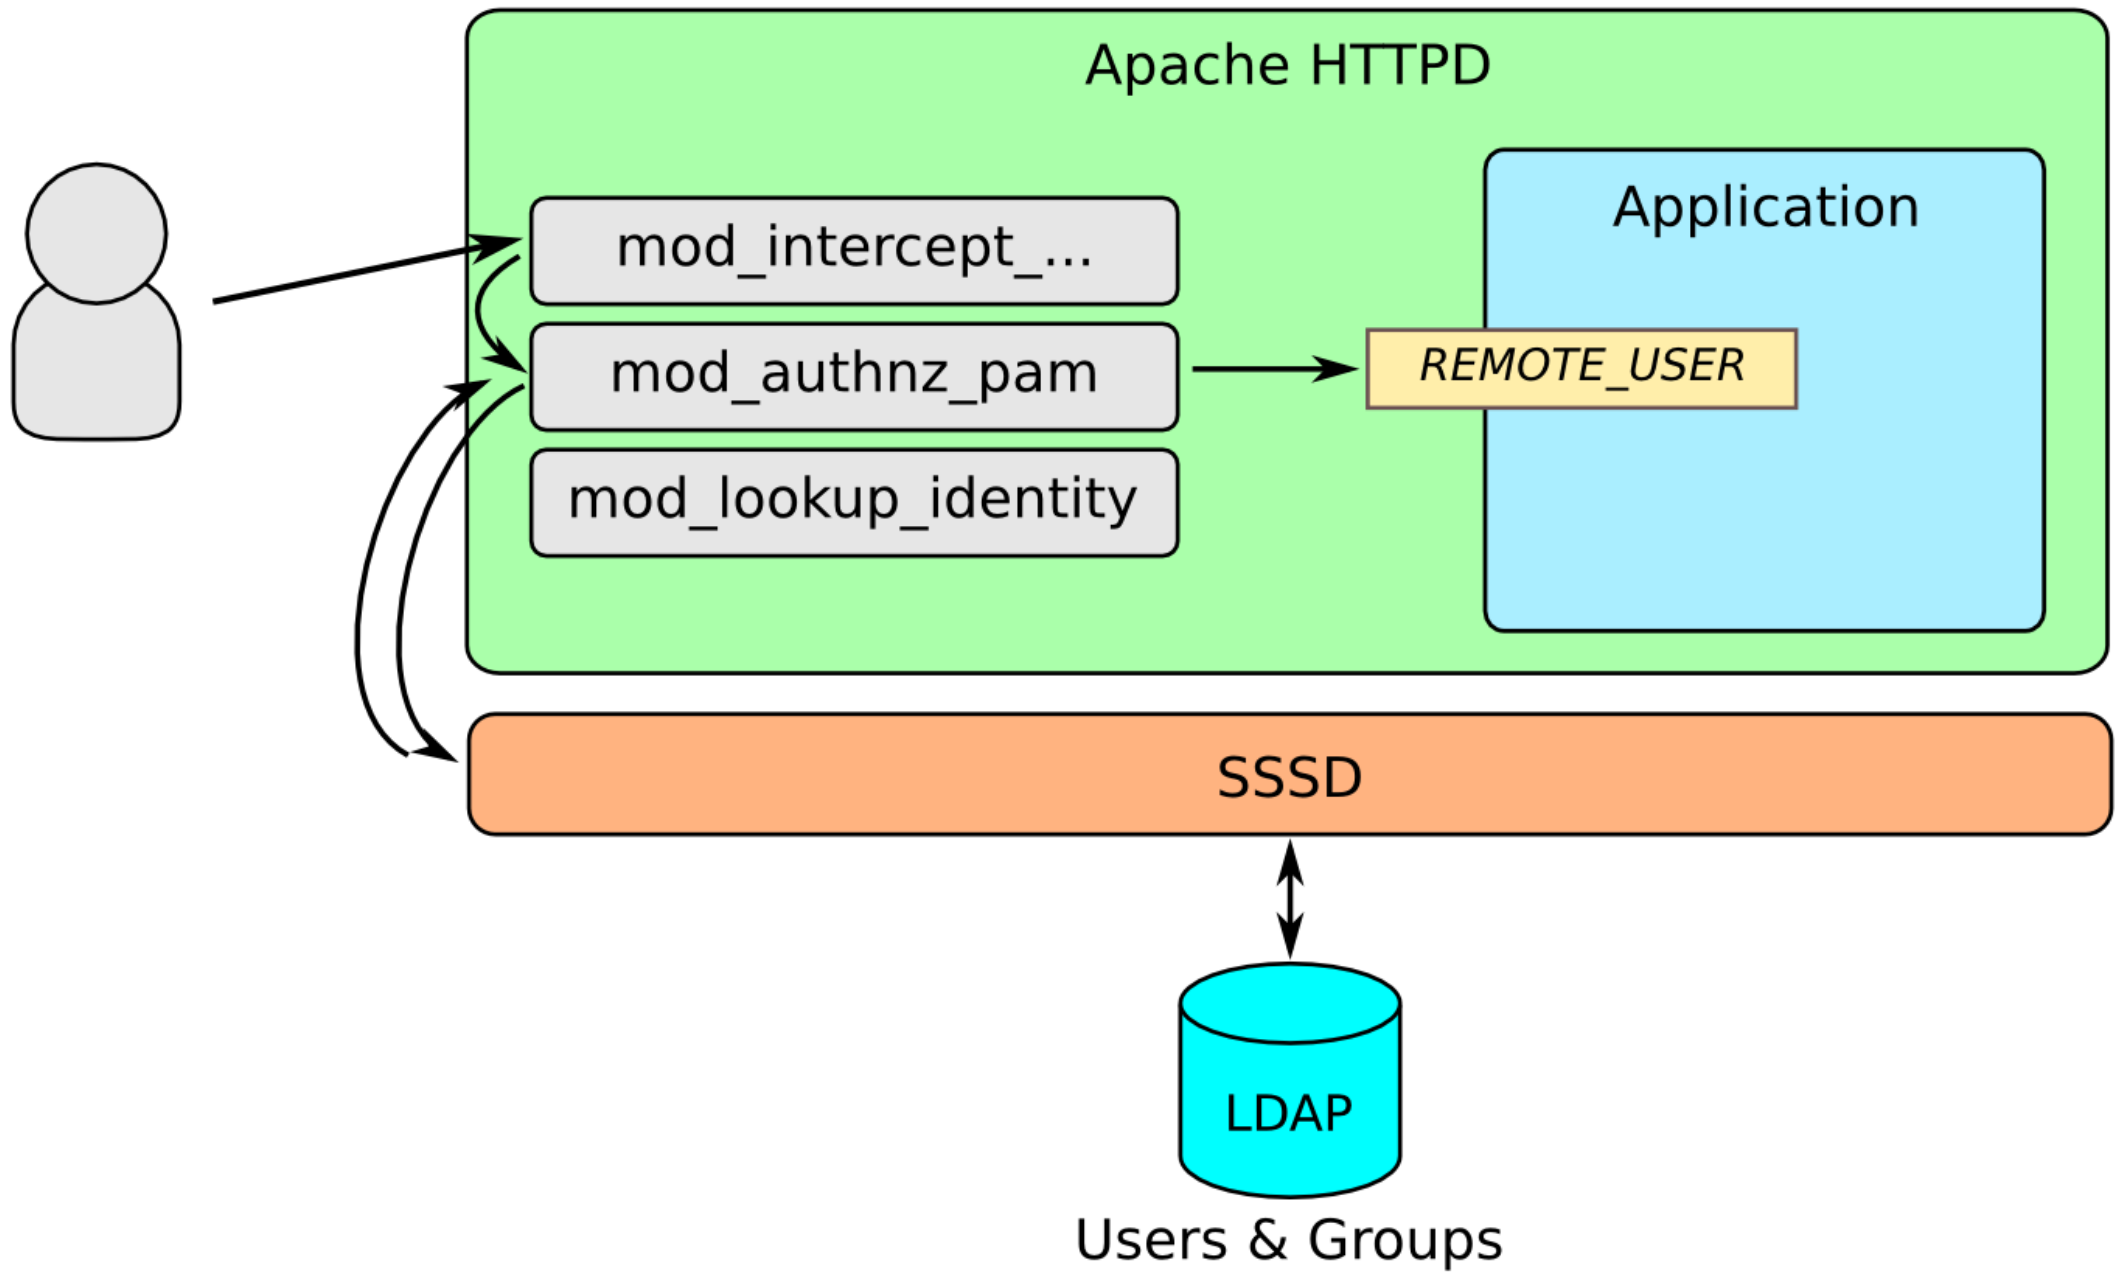 Apache HTTPD
Application
mod_intercept_...
mod_authnz_pam
REMOTE_USER
mod_lookup_identity
SSSD
LDAP
Users & Groups